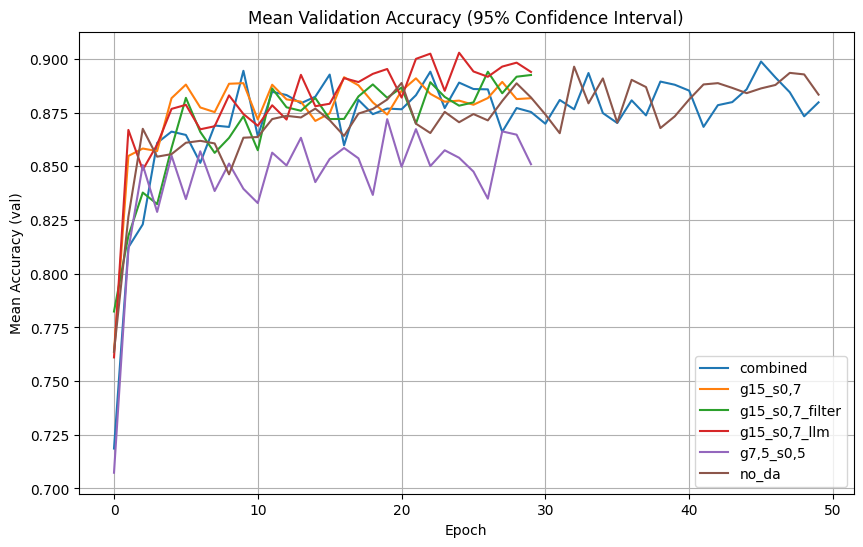 Mean Validation Accuracy (95% Confidence Interval)
Mean Accuracy (val)
0.900
0.875
0.850
0.825
0.800
0.775
0.750
0.725
0.700
0 10 20 30 40 50
Epoch
combined
g15_s0,7
g15_s0,7_filter
g15_s0,7_llm
g7,5_s0,5
no_da